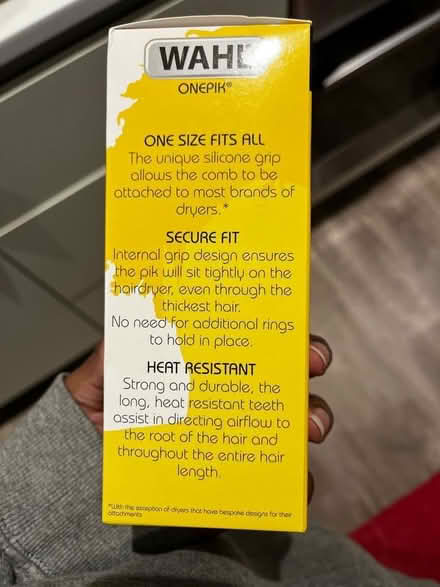 WAHL
ONEPIK®
ONE SIZE FITS ALL
The unique silicone grip
allows the comb to be
attached to most brands of
dryers.*
SECURE FIT
Internal grip design ensures
the pik will sit tightly on the
hairdryer, even through the
thickest hair.
No need for additional rings
to hold in place.
HEAT RESISTANT
Strong and durable, the
long, heat resistant teeth
assist in directing airflow to
the root of the hair and
throughout the entire hair
length.
*With the exception of dryers that have bespoke designs for their
attachments